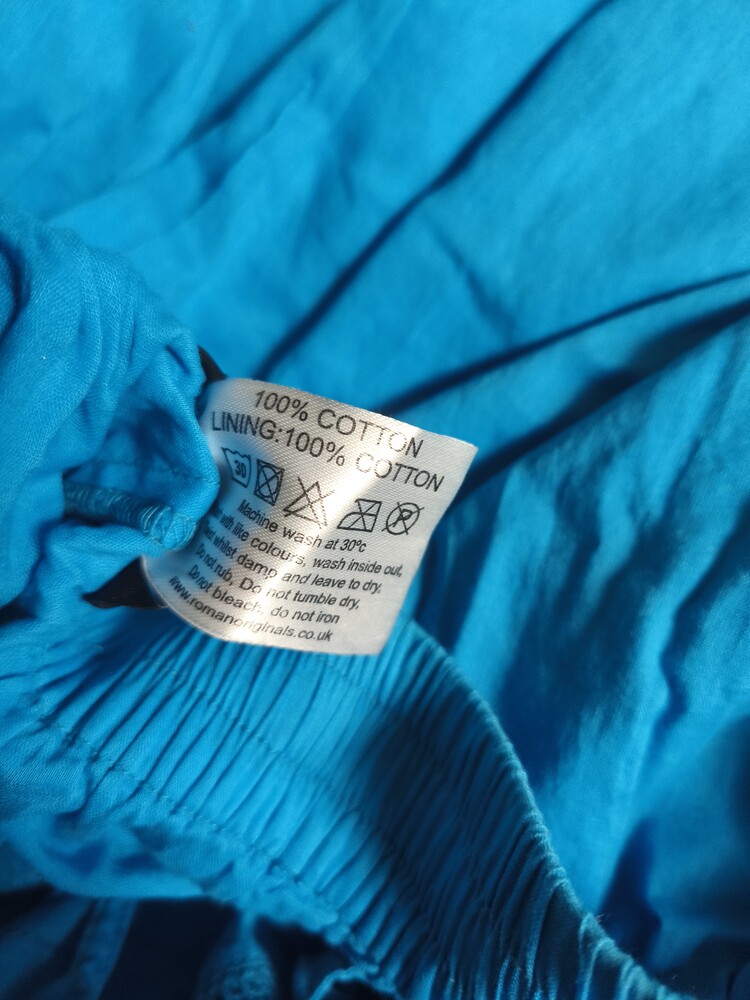 100% COTTON
LINING:100% COTTON
30
P
Machine wash at 30°c
with like colours, wash inside out,
whilst damp and leave to dry,
Do not rub, Do not tumble dry,
Do not bleach, do not iron
www.romanoriginals.co.uk